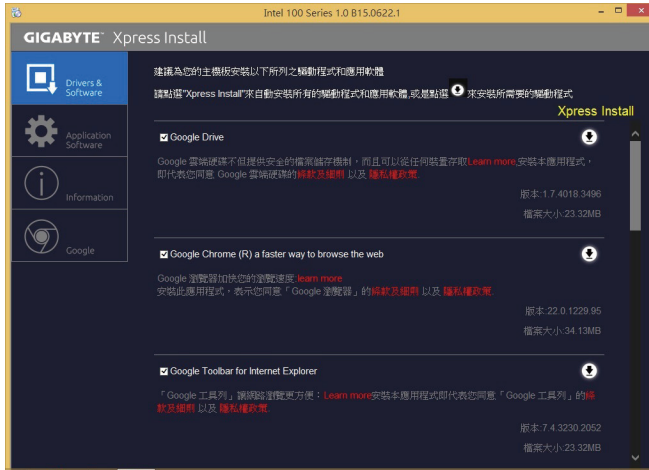 Intel 100 Series 1.0 B15.0622.1
GIGABYTE™ Xpress Install
Drivers & Software
Application Software
Information
Google
建議為您的主機板安裝以下所列之驅動程式和應用軟體
請點選"Xpress Install"來自動安裝所有的驅動程式和應用軟體,或是點選 來安裝所需要的驅動程式
Xpress Install
Google Drive
Google 雲端硬碟不但提供安全的檔案儲存機制，而且可以從任何裝置存取Learn more,安裝本應用程式，
即代表您同意 Google 雲端硬碟的條款及細則 以及 隱私權政策.
版本:1.7.4018.3496
檔案大小:23.32MB
Google Chrome (R) a faster way to browse the web
Google 瀏覽器加快您的瀏覽速度:learn more
安裝此應用程式，表示您同意「Google 瀏覽器」的條款及細則 以及 隱私權政策.
版本:22.0.1229.95
檔案大小:34.13MB
Google Toolbar for Internet Explorer
「Google 工具列」讓網路瀏覽更方便：Learn more安裝本應用程式即代表您同意「Google 工具列」的條
款及細則 以及 隱私權政策.
版本:7.4.3230.2052
檔案大小:23.32MB